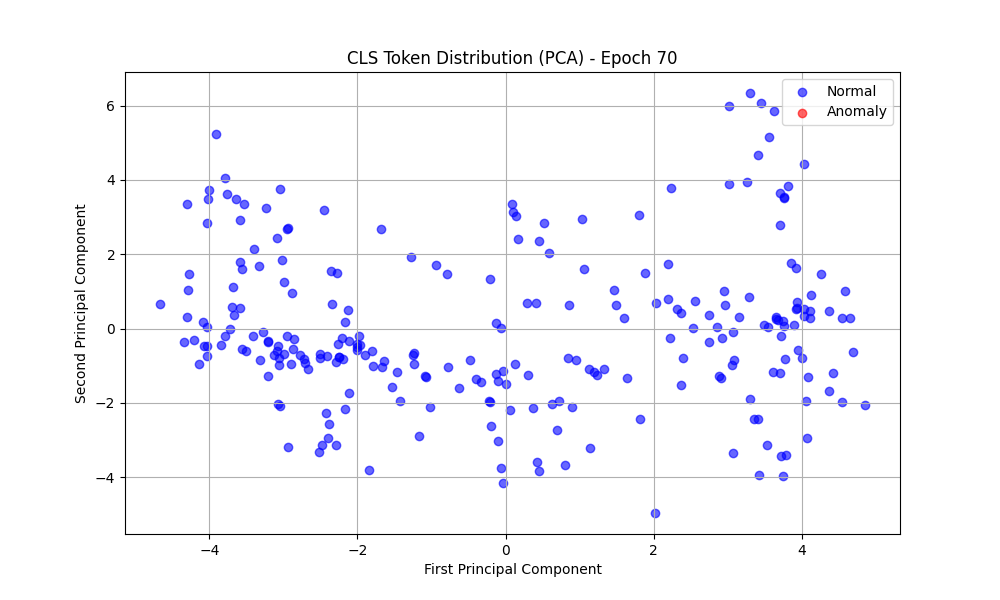 CLS Token Distribution (PCA) - Epoch 70
Normal
Anomaly
Second Principal Component
6
4
2
0
−2
−4
−4
−2
0
2
4
First Principal Component